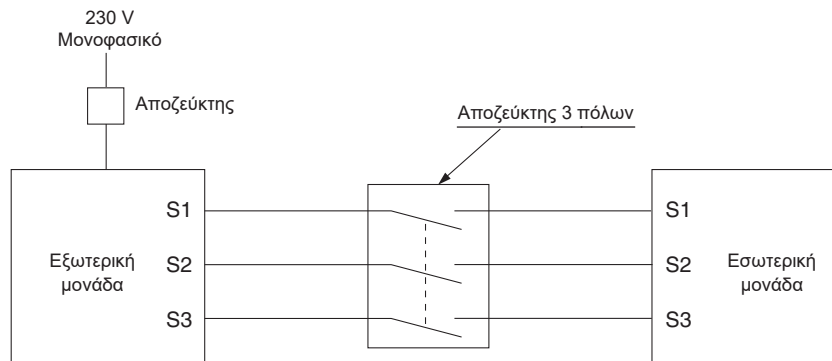 230 V
Μονοφασικό
Αποζεύκτης
Αποζεύκτης 3 πόλων
S1
S1
Εξωτερική
μονάδα
S2
S2
Εσωτερική
μονάδα
S3
S3